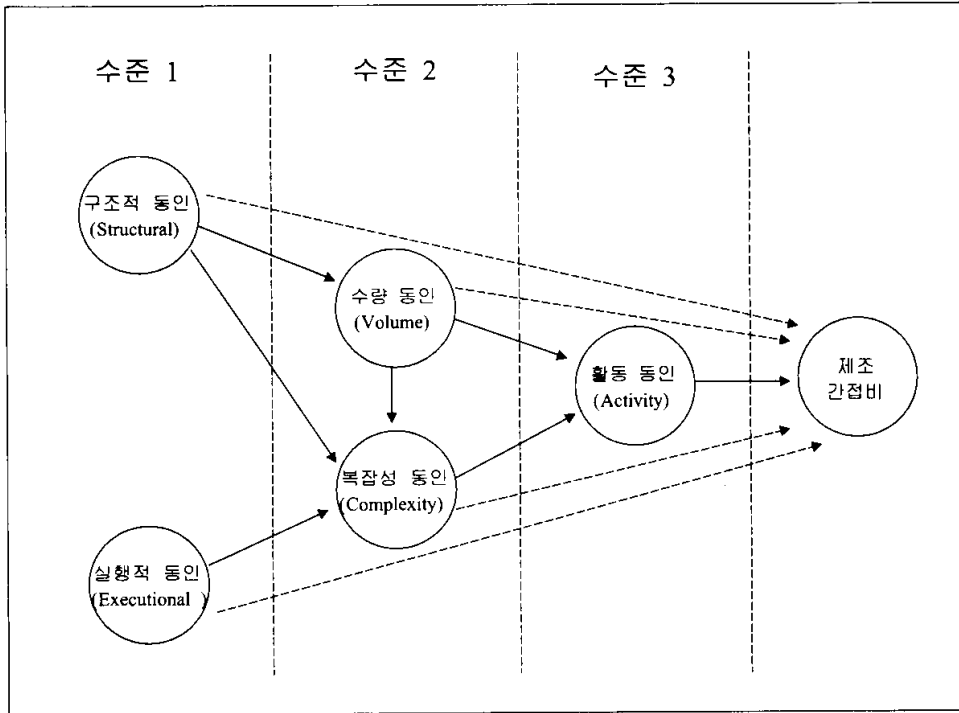 수준 1
수준 2
수준 3
구조적 동인
(Structural)
수량 동인
(Volume)
활동 동인
(Activity)
제조
간접비
복잡성 동인
(Complexity)
실행적 동인
(Executional )